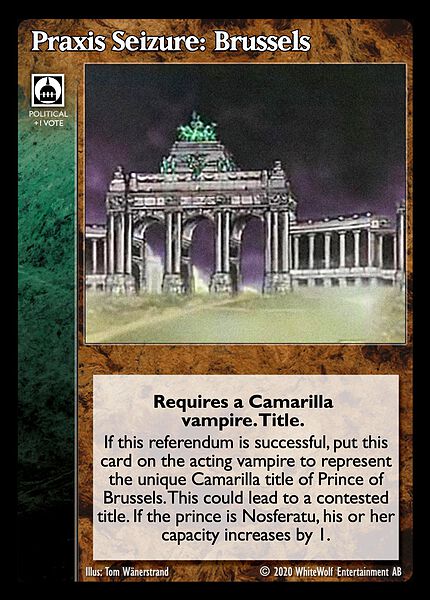 Praxis Seizure: Brussels
POLITICAL
+1 VOTE
Requires a Camarilla
vampire.Title.
If this referendum is successful, put this
card on the acting vampire to represent
the unique Camarilla title of Prince of
Brussels.This could lead to a contested
title. If the prince is Nosferatu, his or her
capacity increases by 1.
Illus: Tom Wänerstrand
© 2020 WhiteWolf Entertainment AB